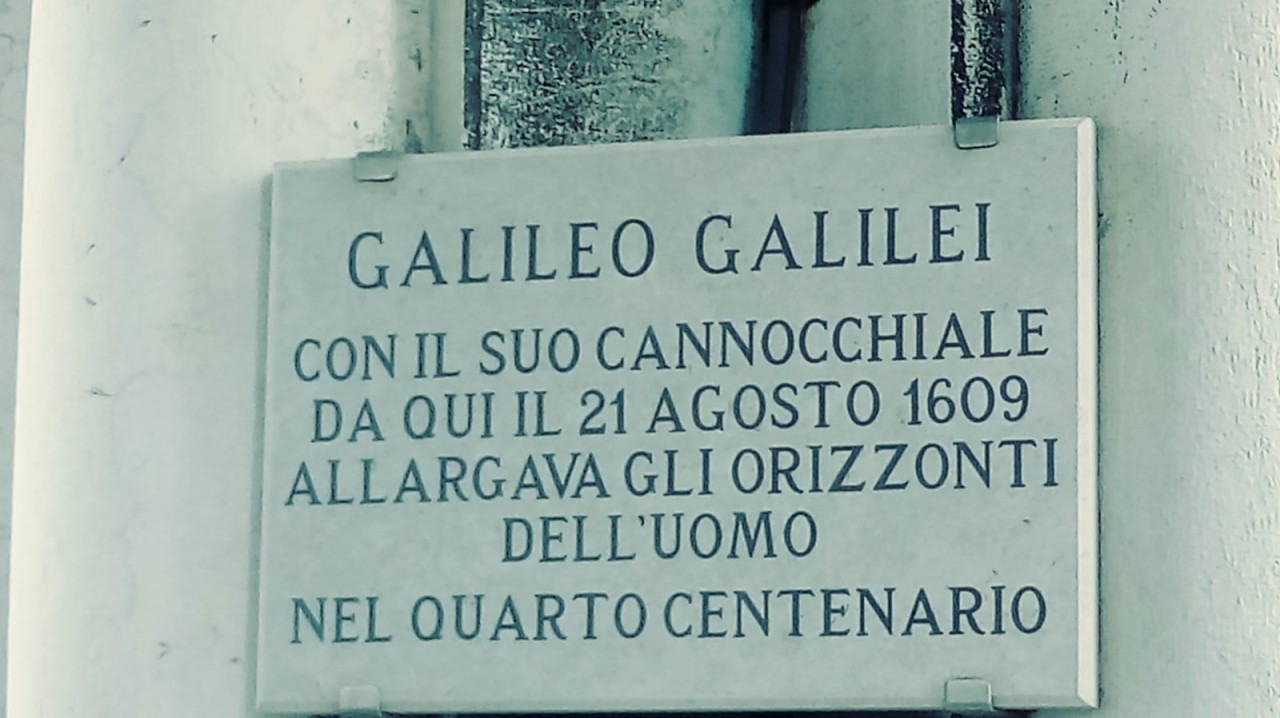 GALILEO GALILEI
CON IL SUO CANNOCCHIALE
DA QUI IL 21 AGOSTO 1609
ALLARGAVA GLI ORIZZONTI
DELL'UOMO
NEL QUARTO CENTENARIO